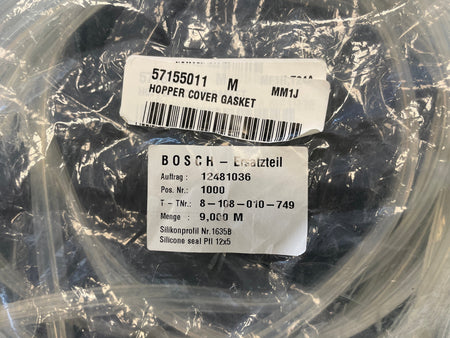 57155011 M MM1J
HOPPER COVER GASKET
BOSCH - Ersatzteil
Auftrag : 12481036
Pos. Nr.: 1000
T - TNr.: 8-108-010-749
Menge : 9,000 M
Silikonprofil Nr.1635B
Silicone seal PII 12x5